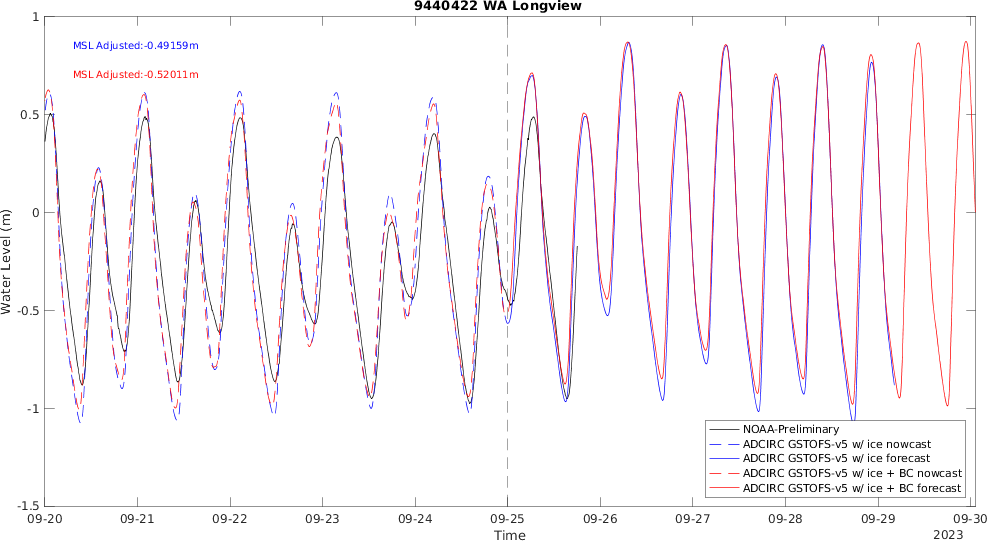 9440422 WA Longview
MSL Adjusted:-0.49159m
MSL Adjusted:-0.52011m
Water Level (m)
1
0.5
0
-0.5
-1
-1.5
NOAA-Preliminary
ADCIRC GSTOFS-v5 w/ ice nowcast
ADCIRC GSTOFS-v5 w/ ice forecast
ADCIRC GSTOFS-v5 w/ ice + BC nowcast
ADCIRC GSTOFS-v5 w/ ice + BC forecast
09-20 09-21 09-22 09-23 09-24 09-25 09-26 09-27 09-28 09-29 09-30
Time
2023